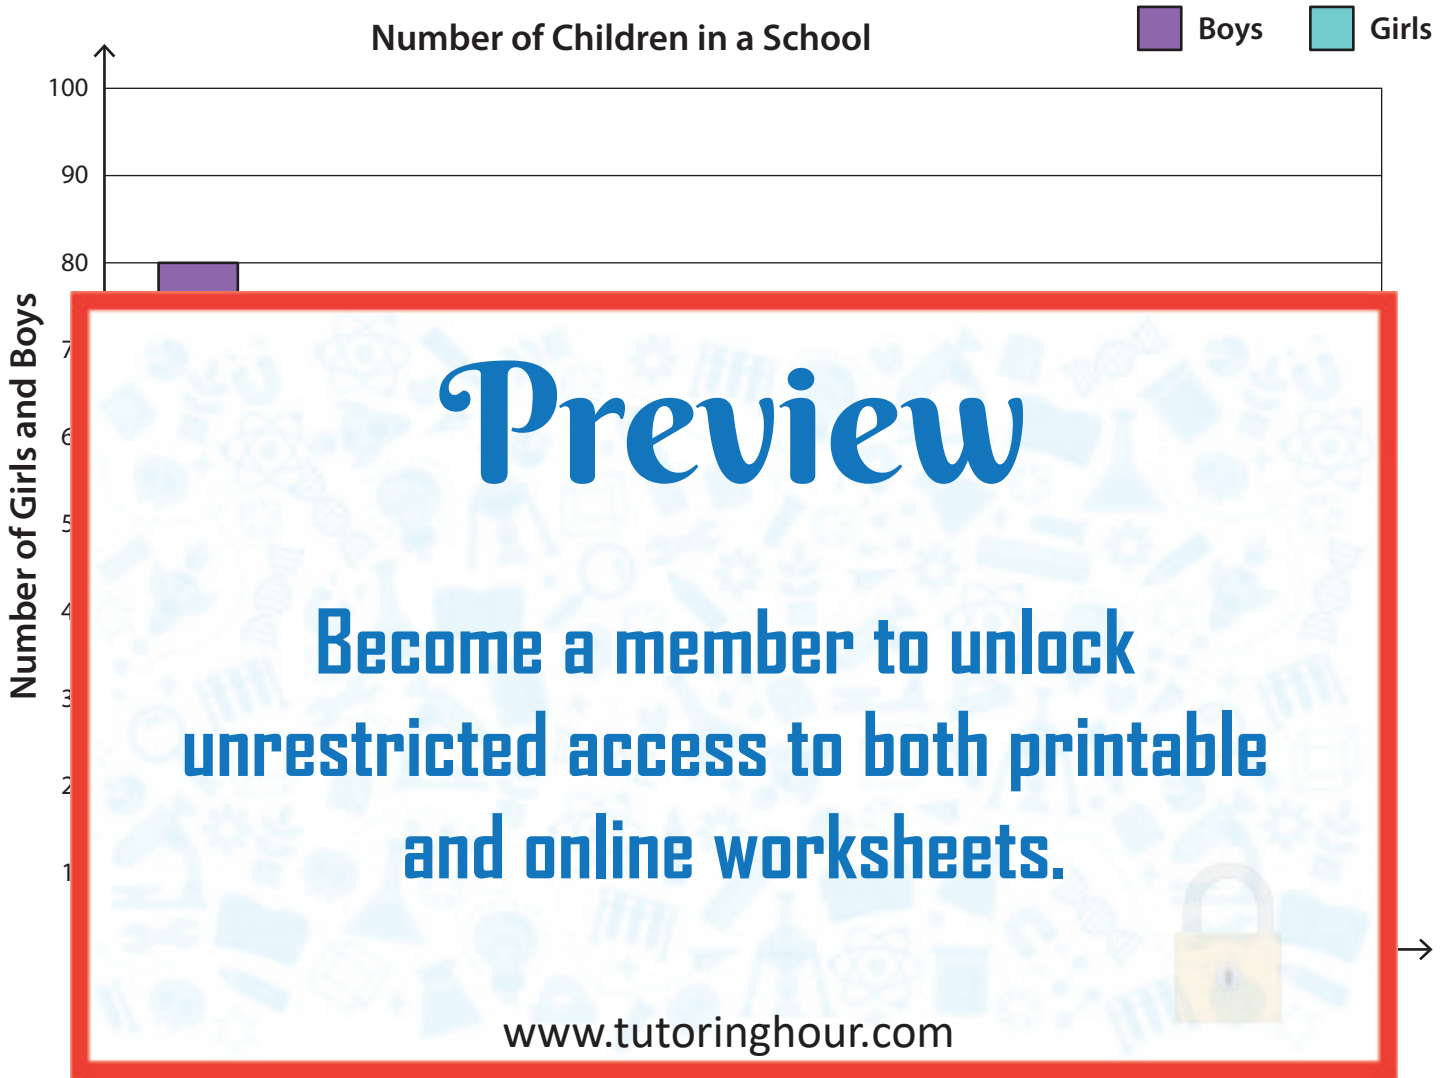 Number of Children in a School
Boys
Girls
100
90
80
Number of Girls and Boys
Preview
Become a member to unlock
unrestricted access to both printable
and online worksheets.
www.tutoringhour.com